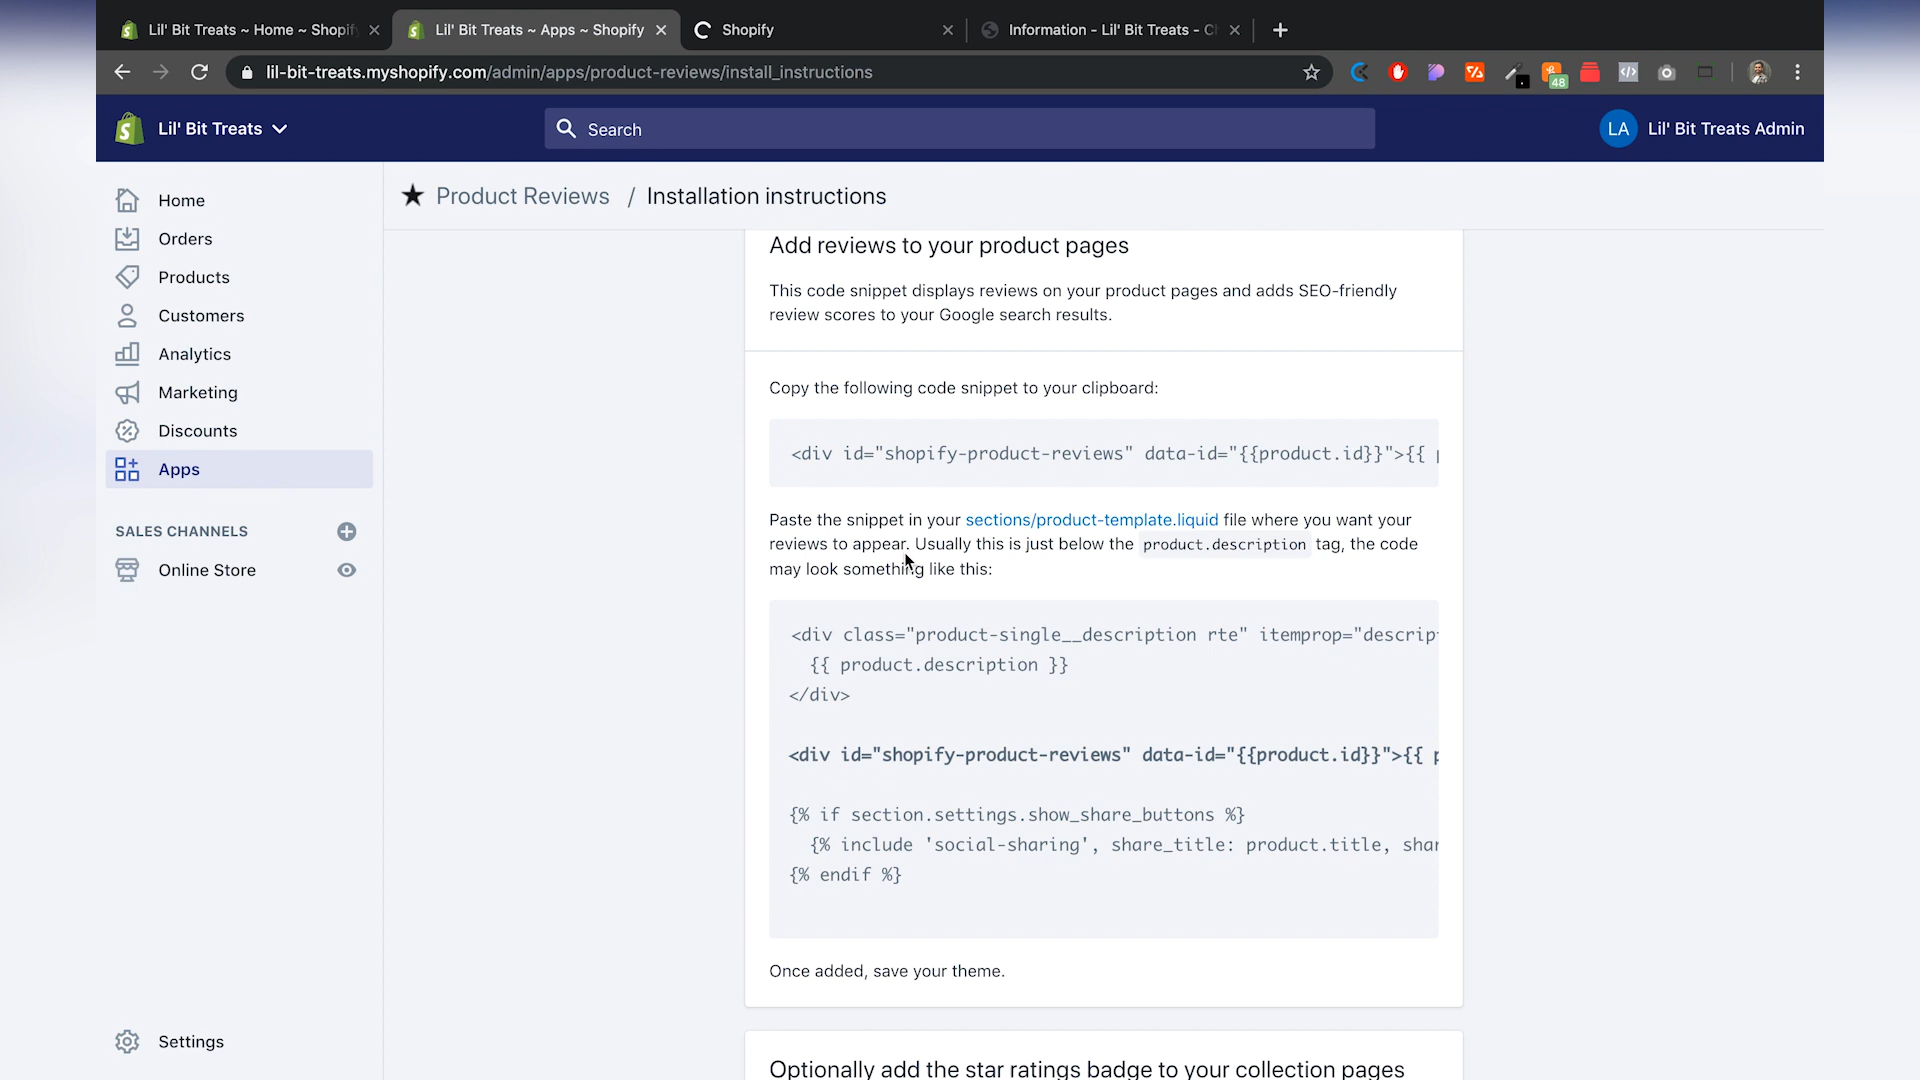 Lil' Bit Treats ~ Home ~ Shopif
Lil' Bit Treats ~ Apps ~ Shopify
Shopify
Information - Lil' Bit Treats - Ch
lil-bit-treats.myshopify.com/admin/apps/product-reviews/install_instructions
48
Lil' Bit Treats
Search
LA
Lil' Bit Treats Admin
Home
Orders
Products
Customers
Analytics
Marketing
Discounts
Apps
SALES CHANNELS
Online Store
Settings
Product Reviews / Installation instructions
Add reviews to your product pages
This code snippet displays reviews on your product pages and adds SEO-friendly
review scores to your Google search results.
Copy the following code snippet to your clipboard:
<div id="shopify-product-reviews" data-id="{{product.id}}">{{ p
Paste the snippet in your sections/product-template.liquid file where you want your
reviews to appear. Usually this is just below the product.description tag, the code
may look something like this:
<div class="product-single__description rte" itemprop="descrip
{{ product.description }}
</div>
<div id="shopify-product-reviews" data-id="{{product.id}}">{{ p
{% if section.settings.show_share_buttons %}
{% include 'social-sharing', share_title: product.title, shar
{% endif %}
Once added, save your theme.
Optionally add the star ratings badge to your collection pages